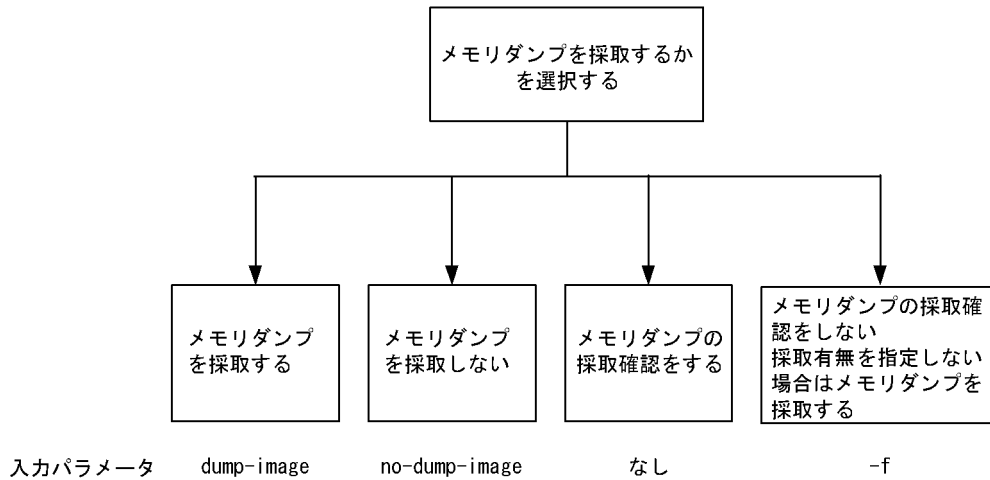 メモリダンプを採取するか
を選択する
メモリダンプ
を採取する
メモリダンプ
を採取しない
メモリダンプの
採取確認をする
メモリダンプの採取確
認をしない
採取有無を指定しない
場合はメモリダンプを
採取する
入力パラメータ dump-image no-dump-image なし -f